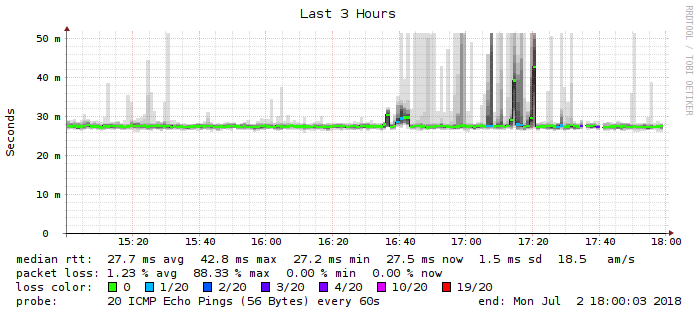 Last 3 Hours
RRDTOOL / TOBI OETIKER
Seconds
50 m
40 m
30 m
20 m
10 m
0
15:20 15:40 16:00 16:20 16:40 17:00 17:20 17:40 18:00
median rtt: 27.7 ms avg 42.8 ms max 27.2 ms min 27.5 ms now 1.5 ms sd 18.5 am/s
packet loss: 1.23 % avg 88.33 % max 0.00 % min 0.00 % now
loss color: 0 1/20 2/20 3/20 4/20 10/20 19/20
probe: 20 ICMP Echo Pings (56 Bytes) every 60s end: Mon Jul 2 18:00:03 2018